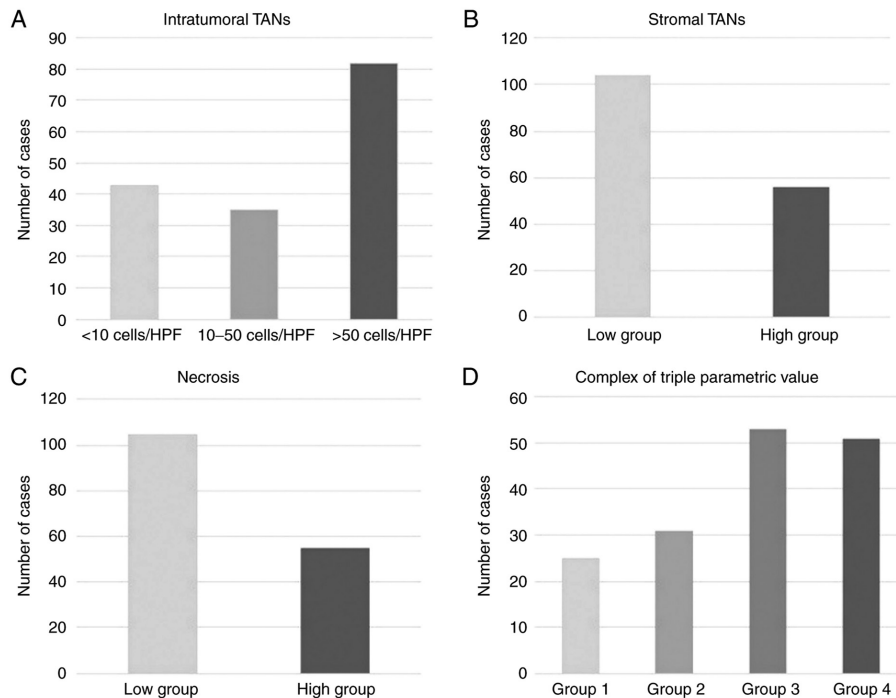 A
Intratumoral TANs
Number of cases
90
80
70
60
50
40
30
20
10
0
<10 cells/HPF 10–50 cells/HPF >50 cells/HPF
B
Stromal TANs
Number of cases
120
100
80
60
40
20
0
Low group High group
C
Necrosis
Number of cases
120
100
80
60
40
20
0
Low group High group
D
Complex of triple parametric value
Number of cases
60
50
40
30
20
10
0
Group 1 Group 2 Group 3 Group 4